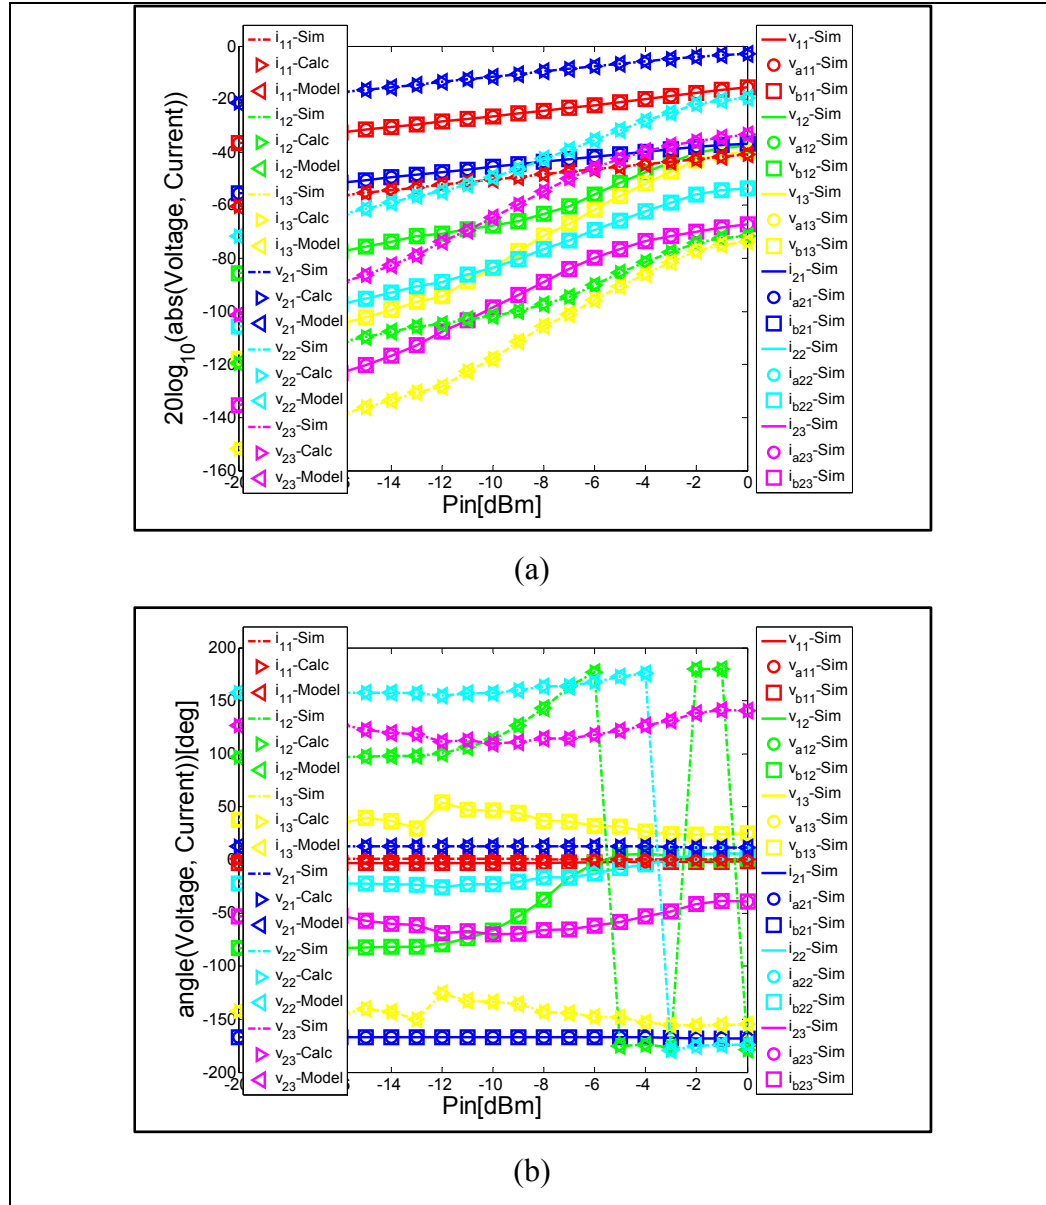 20log10(abs(Voltage, Current))
0
-20
-40
-60
-80
-100
-120
-140
-160
-20
-14
-12
-10
-8
-6
-4
-2
0
Pin[dBm]
i11-Sim
i11-Calc
i11-Model
i12-Sim
i12-Calc
i12-Model
i13-Sim
i13-Calc
i13-Model
v21-Sim
v21-Calc
v21-Model
v22-Sim
v22-Calc
v22-Model
v23-Sim
v23-Calc
v23-Model
v11-Sim
va11-Sim
vb11-Sim
v12-Sim
va12-Sim
vb12-Sim
v13-Sim
va13-Sim
vb13-Sim
i21-Sim
ia21-Sim
ib21-Sim
i22-Sim
ia22-Sim
ib22-Sim
i23-Sim
ia23-Sim
ib23-Sim
(a)
angle(Voltage, Current))[deg]
200
150
100
50
0
-50
-100
-150
-200
-20
-14
-12
-10
-8
-6
-4
-2
0
Pin[dBm]
i11-Sim
i11-Calc
i11-Model
i12-Sim
i12-Calc
i12-Model
i13-Sim
i13-Calc
i13-Model
v21-Sim
v21-Calc
v21-Model
v22-Sim
v22-Calc
v22-Model
v23-Sim
v23-Calc
v23-Model
v11-Sim
va11-Sim
vb11-Sim
v12-Sim
va12-Sim
vb12-Sim
v13-Sim
va13-Sim
vb13-Sim
i21-Sim
ia21-Sim
ib21-Sim
i22-Sim
ia22-Sim
ib22-Sim
i23-Sim
ia23-Sim
ib23-Sim
(b)